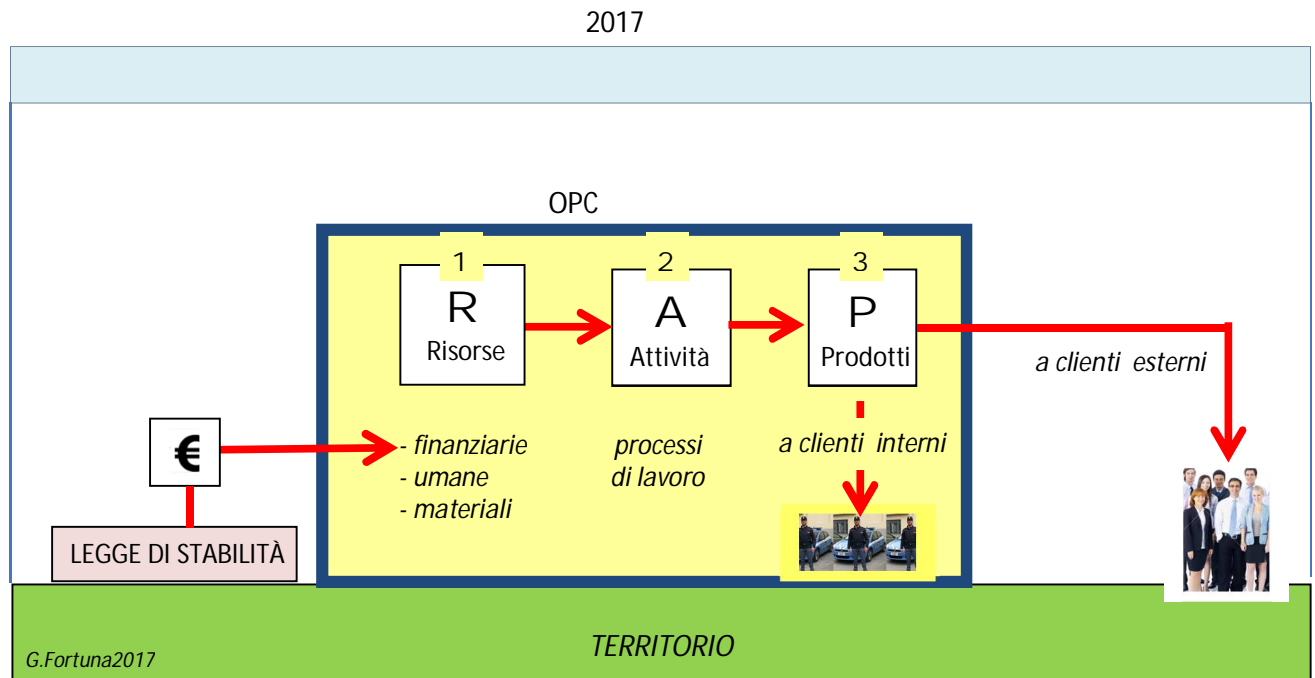 2017
OPC
1
2
3
R
A
P
Risorse
Attività
Prodotti
a clienti esterni
€
- finanziarie
- umane
- materiali
processi
di lavoro
a clienti interni
LEGGE DI STABILITÀ
TERRITORIO
G.Fortuna2017